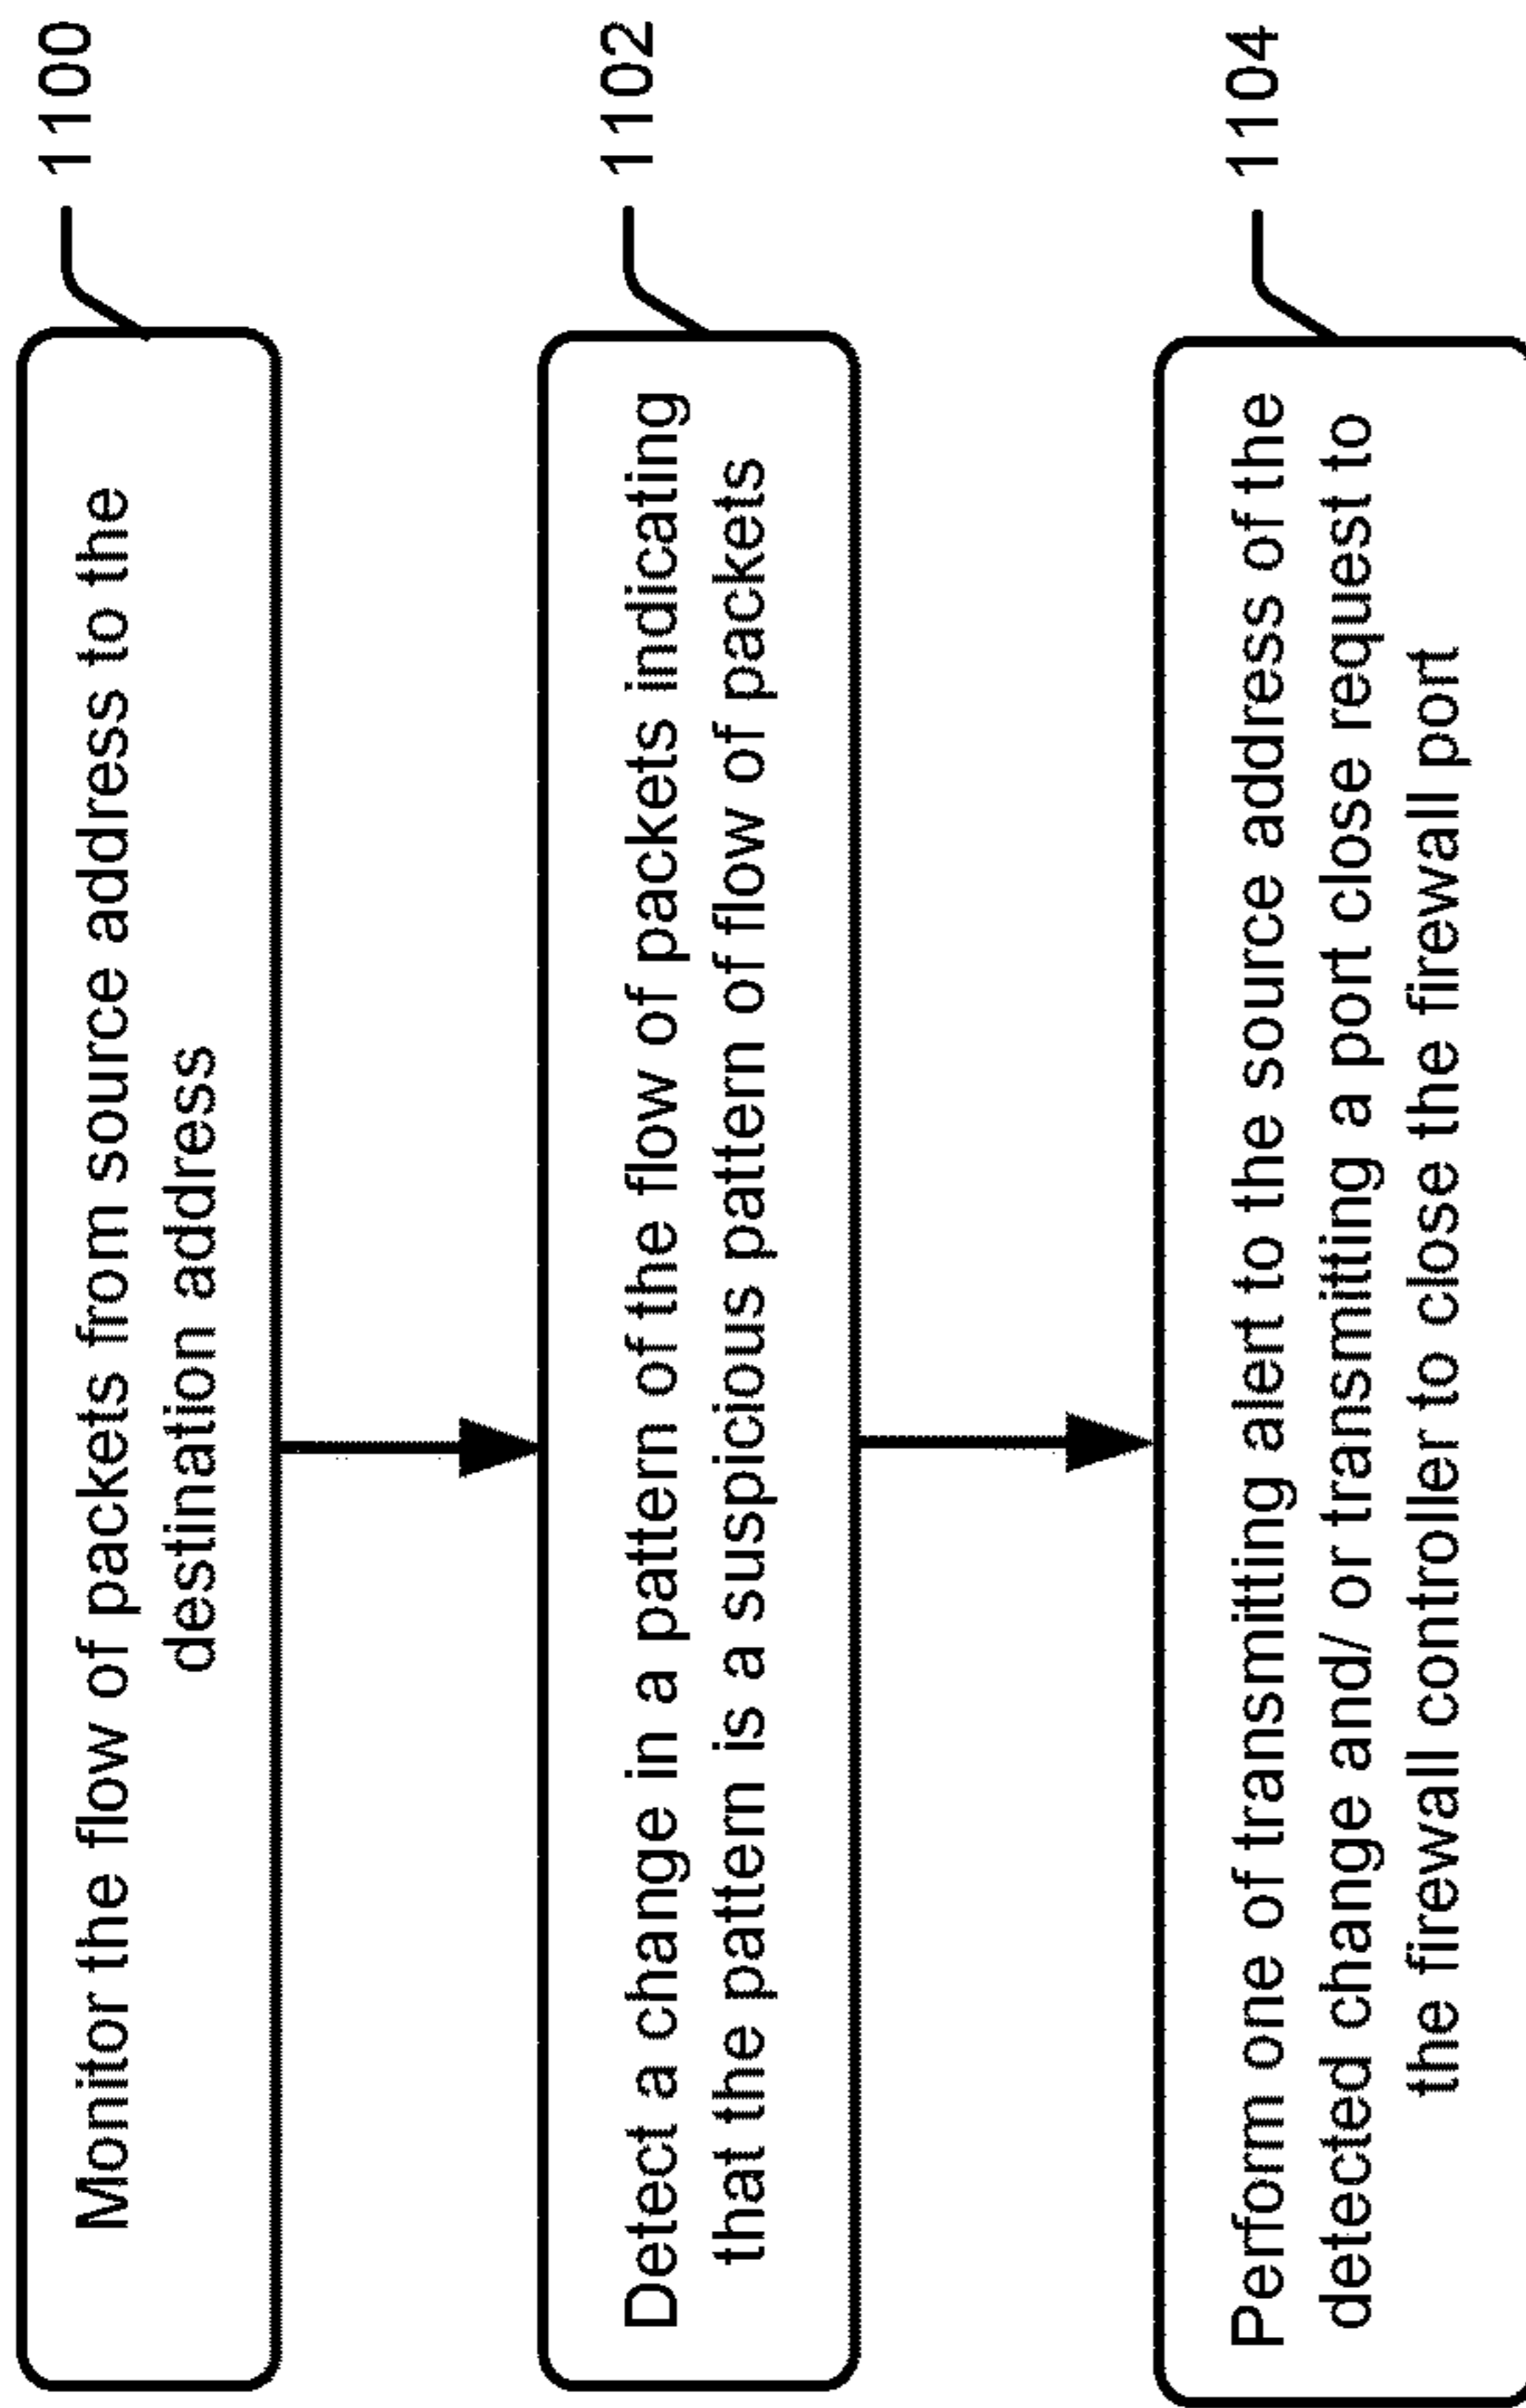 Monitor the flow of packets from source address to the
destination address
1100
Detect a change in a pattern of the flow of packets indicating
that the pattern is a suspicious pattern of flow of packets
1102
Perform one of transmitting alert to the source address of the
detected change and/ or transmitting a port close request to
the firewall controller to close the firewall port
1104